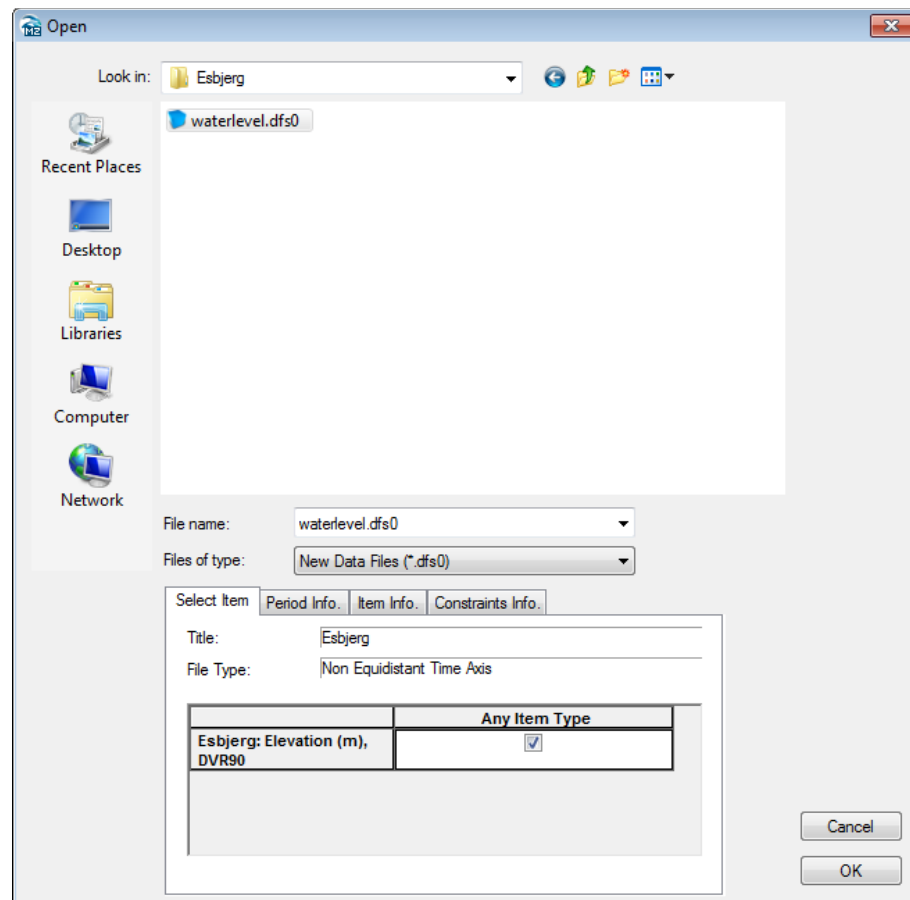 Open
Look in:
Esbjerg
waterlevel.dfs0
Recent Places
Desktop
Libraries
Computer
Network
File name:
waterlevel.dfs0
Files of type:
New Data Files (*.dfs0)
Select Item
Period Info.
Item Info.
Constraints Info.
Title:
Esbjerg
File Type:
Non Equidistant Time Axis
Any Item Type
Esbjerg: Elevation (m),
DVR90
Cancel
OK